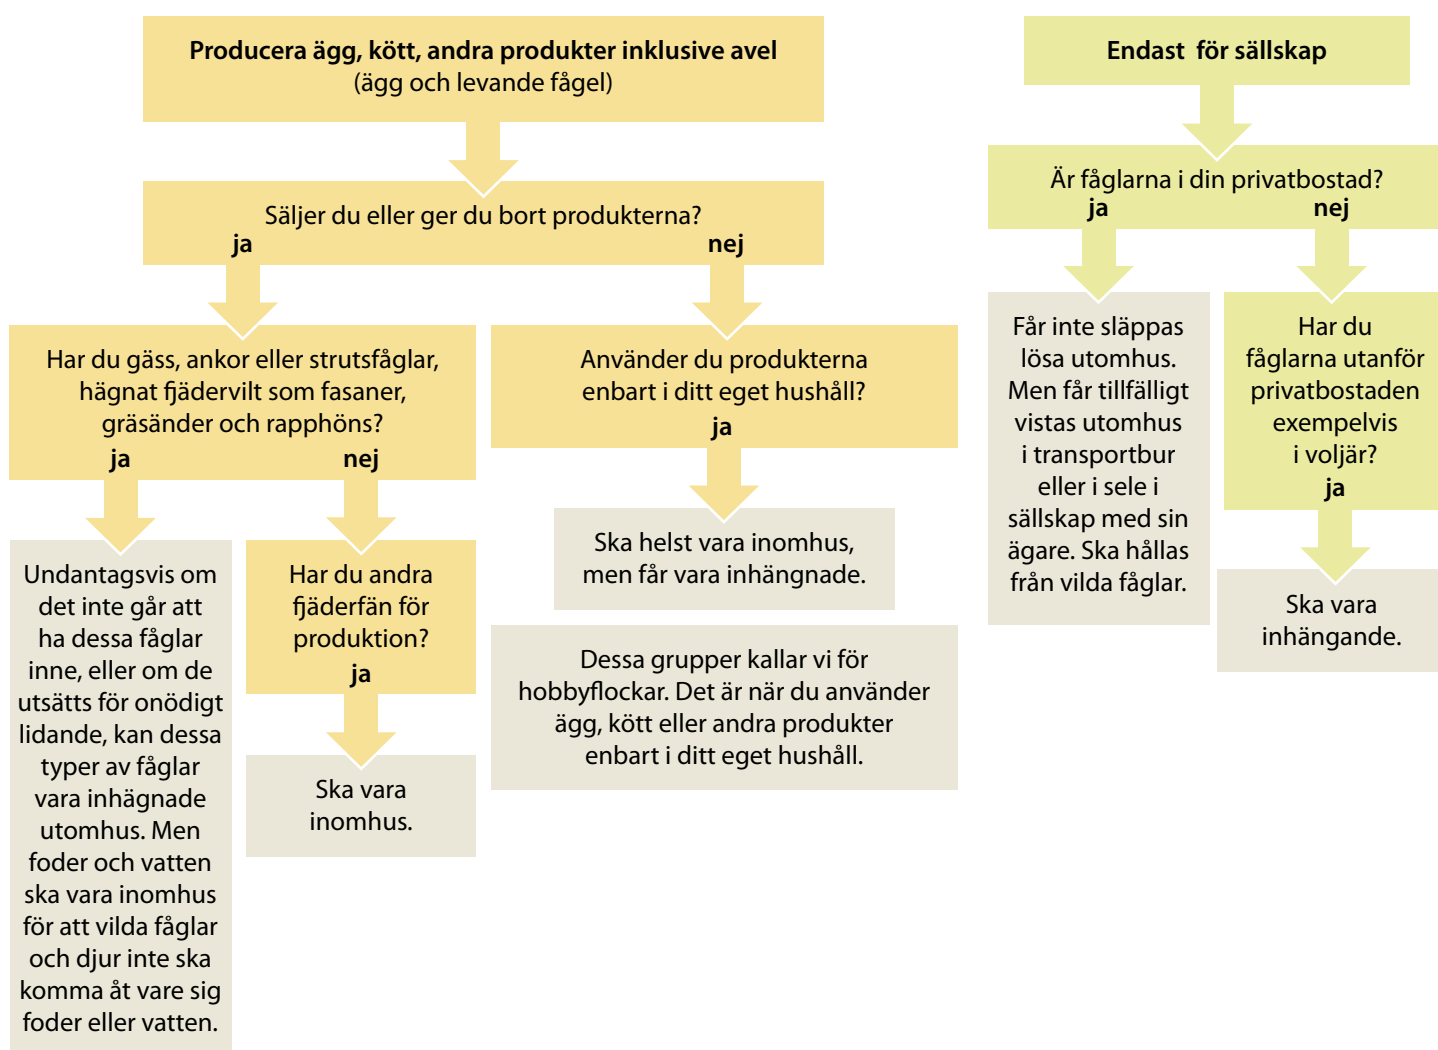 Producera ägg, kött, andra produkter inklusive avel
(ägg och levande fågel)
Säljer du eller ger du bort produkterna?
ja
nej
Har du gäss, ankor eller strutsfåglar,
hägnat fjädervilt som fasaner,
gräsänder och rapphöns?
ja
nej
Undantagsvis om
det inte går att
ha dessa fåglar
inne, eller om de
utsätts för onödigt
lidande, kan dessa
typer av fåglar
vara inhägnade
utomhus. Men
foder och vatten
ska vara inomhus
för att vilda fåglar
och djur inte ska
komma åt vare sig
foder eller vatten.
Har du andra
fjäderfän för
produktion?
ja
Ska vara
inomhus.
Använder du produkterna
enbart i ditt eget hushåll?
ja
Ska helst vara inomhus,
men får vara inhängnade.
Dessa grupper kallar vi för
hobbyflockar. Det är när du använder
ägg, kött eller andra produkter
enbart i ditt eget hushåll.
Endast för sällskap
Är fåglarna i din privatbostad?
ja
nej
Får inte släppas
lösa utomhus.
Men får tillfälligt
vistas utomhus
i transportbur
eller i sele i
sällskap med sin
ägare. Ska hållas
från vilda fåglar.
Har du
fåglarna utanför
privatbostaden
exempelvis
i voljär?
ja
Ska vara
inhängande.